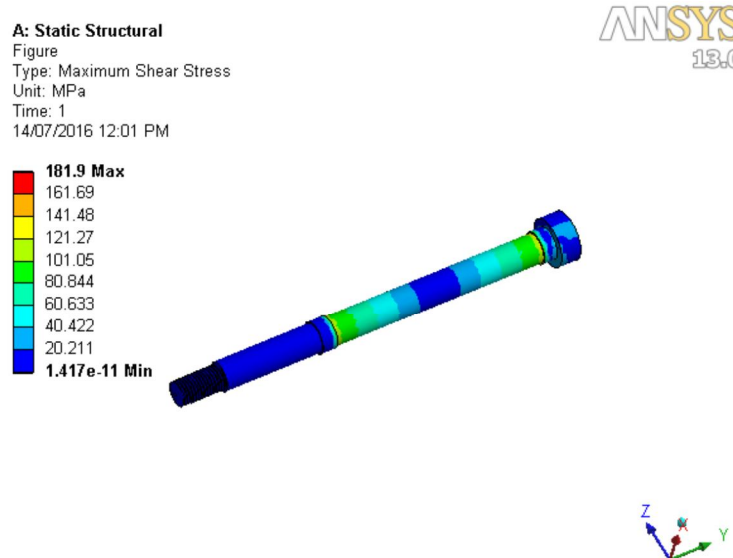 A: Static Structural
Figure
Type: Maximum Shear Stress
Unit: MPa
Time: 1
14/07/2016 12:01 PM
ANSYS
13.0
181.9 Max
161.69
141.48
121.27
101.05
80.844
60.633
40.422
20.211
1.417e-11 Min
Z
X
Y